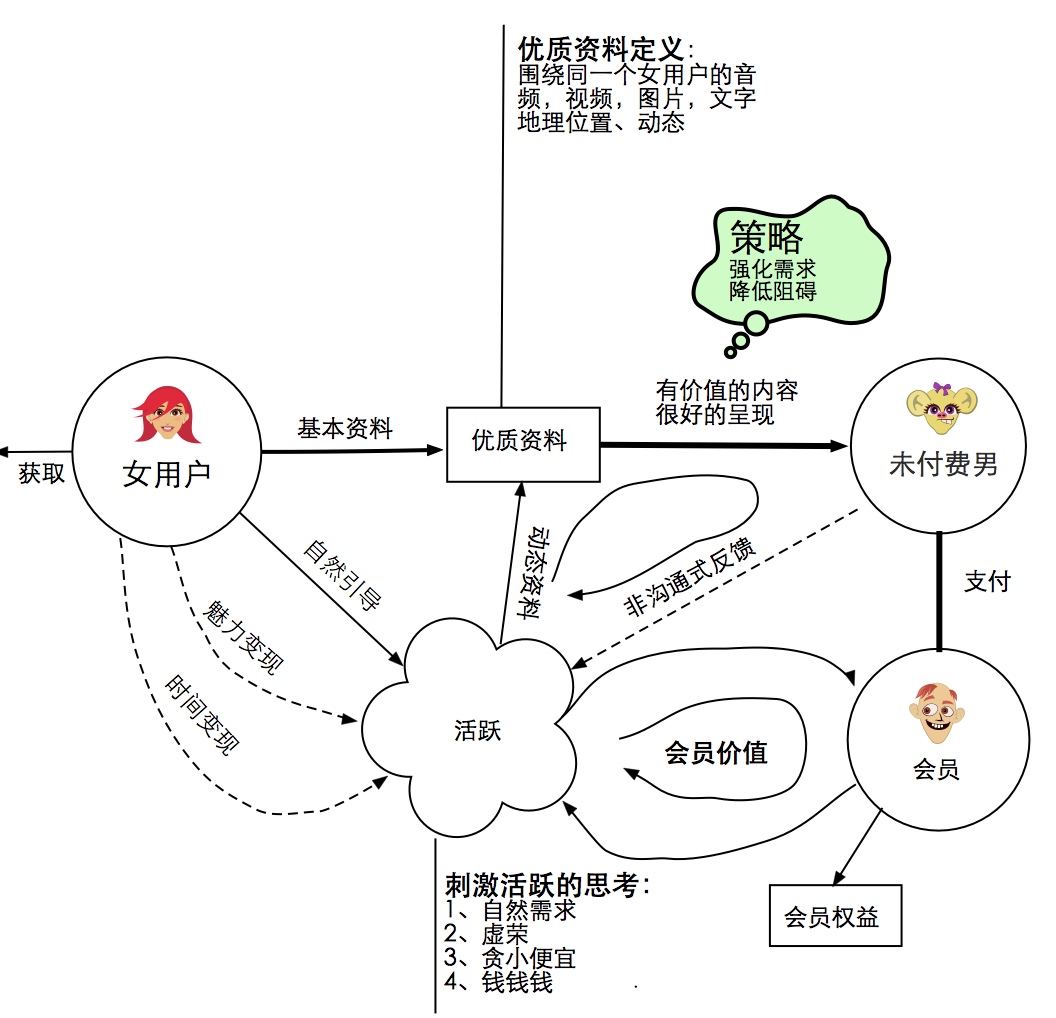 优质资料定义：
围绕同一个女用户的音
频，视频，图片，文字
地理位置、动态
策略
强化需求
降低阻碍
有价值的内容
很好的呈现
基本资料
优质资料
获取
女用户
未付费男
自然引导
动态资料
非沟通式反馈
支付
魅力变现
时间变现
活跃
会员价值
会员
会员权益
刺激活跃的思考：
1、自然需求
2、虚荣
3、贪小便宜
4、钱钱钱